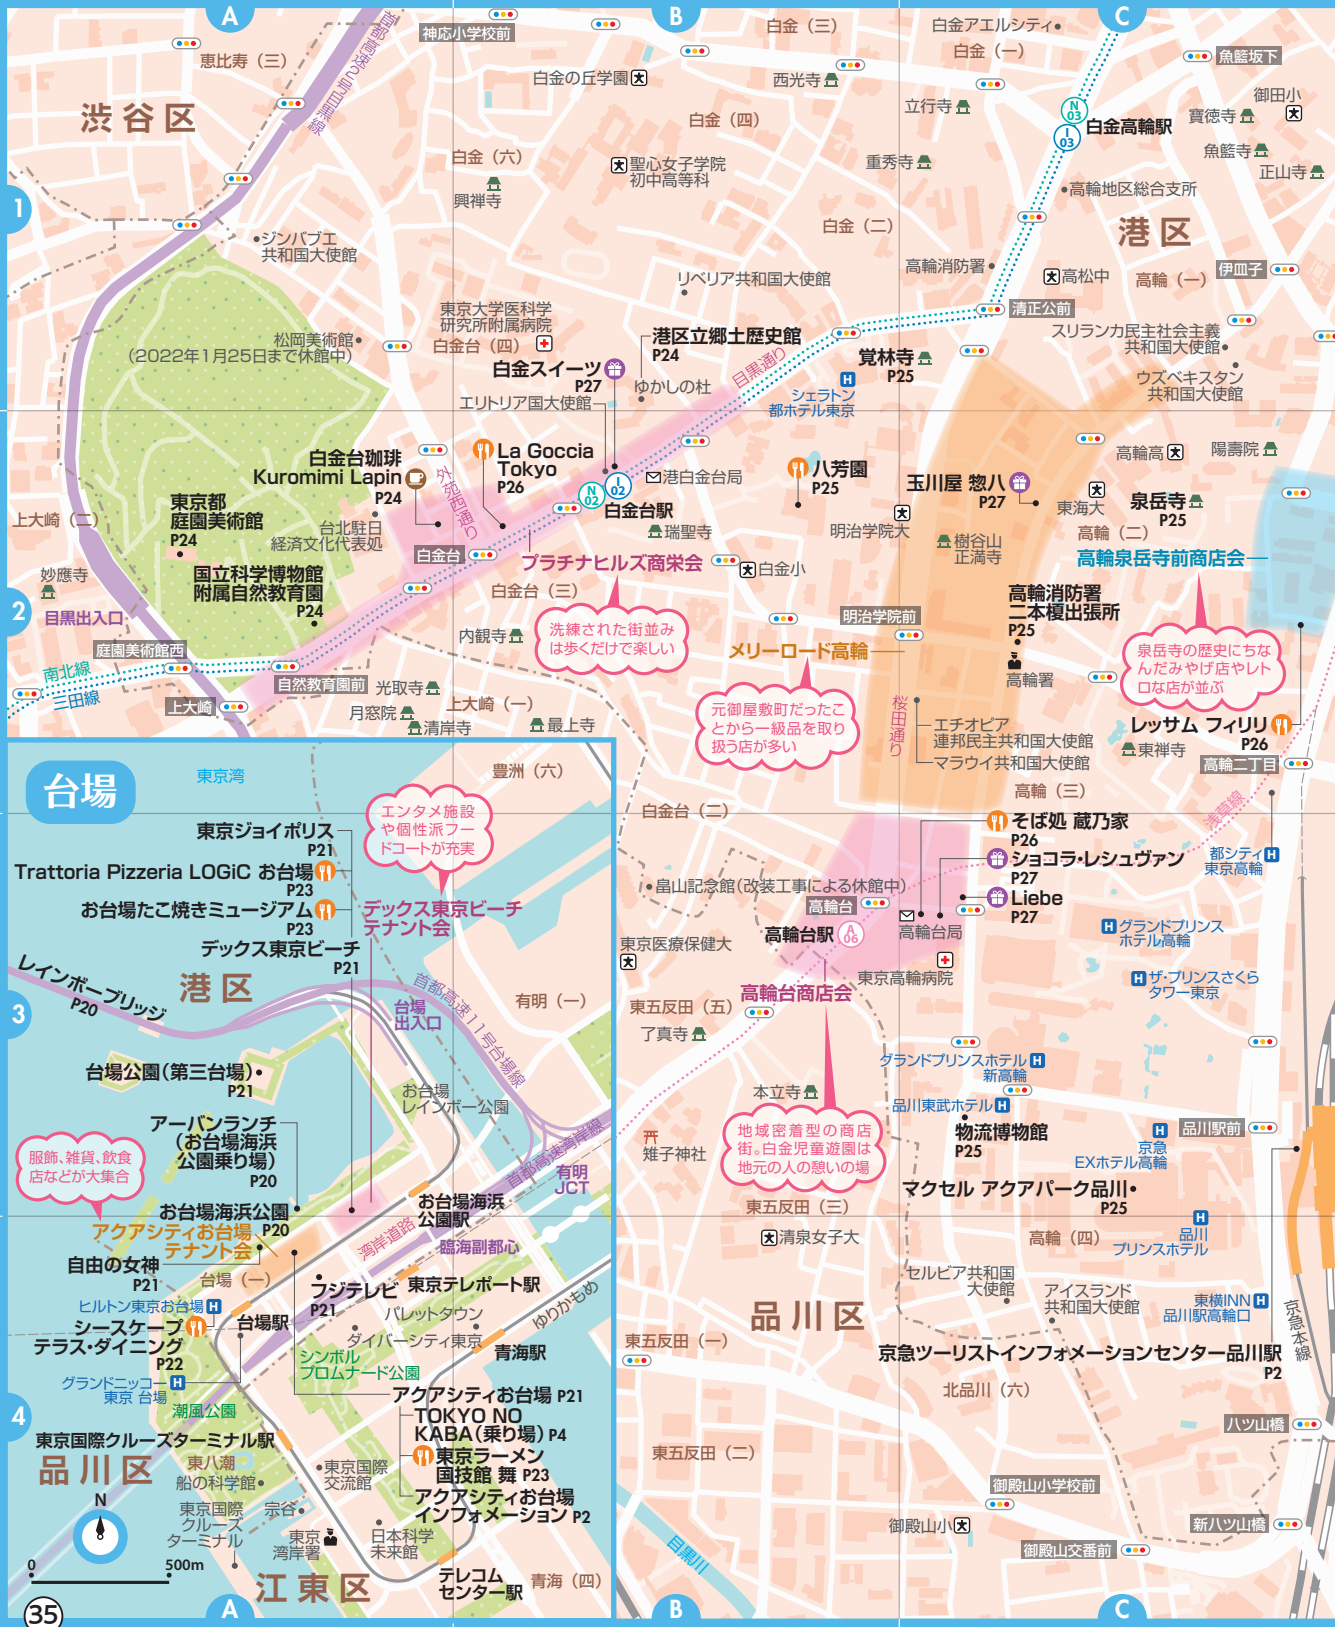 A
B
C
首都高速2号目黒線
神応小学校前
白金（三）
白金アエルシティ
白金（一）
恵比寿（三）
魚籃坂下
白金の丘学園
西光寺
御田小
渋谷区
立行寺
N
03
I
03
白金高輪駅
寶徳寺
白金（四）
魚籃寺
白金（六）
聖心女子学院
初中高等科
重秀寺
正山寺
興禅寺
高輪地区総合支所
1
白金（二）
港区
ジンバブエ
共和国大使館
高輪消防署
高松中
高輪（一）
伊皿子
リベリア共和国大使館
東京大学医科学
研究所附属病院
清正公前
松岡美術館
（2022年1月25日まで休館中）
白金台（四）
港区立郷土歴史館
P24
目黒通り
スリランカ民主社会主義
共和国大使館
白金スイーツ
P27
ゆかしの杜
覚林寺
P25
エリトリア国大使館
シェラトン
都ホテル東京
ウズベキスタン
共和国大使館
白金台珈琲
Kuromimi Lapin
P24
La Goccia
Tokyo
P26
外苑西通り
港白金台局
八芳園
P25
玉川屋 惣八
P27
高輪高
陽壽院
東京都
庭園美術館
P24
N
02
I
02
白金台駅
東海大
泉岳寺
P25
上大崎（二）
台北駐日
経済文化代表処
瑞聖寺
明治学院大
高輪（二）
白金台
樹谷山
正満寺
妙應寺
国立科学博物館
附属自然教育園
P24
プラチナヒルズ商栄会
白金小
高輪泉岳寺前商店会
2
白金台（三）
高輪消防署
二本榎出張所
P25
目黒出入口
洗練された街並み
は歩くだけで楽しい
明治学院前
内観寺
庭園美術館西
メリーロード高輪
泉岳寺の歴史にちな
んだみやげ店やレト
ロな店が並ぶ
南北線
三田線
自然教育園前
光取寺
高輪署
上大崎
月窓院
上大崎（一）
元御屋敷町だったこ
とから一級品を取り
扱う店が多い
桜田通り
清岸寺
最上寺
エチオピア
連邦民主共和国大使館
マラウイ共和国大使館
レッサム フィリリ
P26
東禅寺
高輪二丁目
台場
東京湾
豊洲（六）
高輪（三）
浅草線
エンタメ施設
や個性派フー
ドコートが充実
白金台（二）
東京ジョイポリス
P21
そば処 蔵乃家
P26
Trattoria Pizzeria LOGiC お台場
P23
ショコラ・レシュヴァン
P27
都シティ
東京高輪
畠山記念館（改装工事による休館中）
お台場たこ焼きミュージアム
P23
デックス東京ビーチ
テナント会
高輪台
Liebe
P27
デックス東京ビーチ
P21
高輪台駅
A
06
高輪台局
グランドプリンス
ホテル高輪
東京医療保健大
レインボーブリッジ
P20
港区
首都高速11号台場線
東京高輪病院
ザ・プリンスさくら
タワー東京
台場
出入口
有明（一）
高輪台商店会
3
東五反田（五）
了真寺
台場公園（第三台場）
P21
グランドプリンスホテル
新高輪
お台場
レインボー公園
本立寺
品川東武ホテル
アーバンランチ
（お台場海浜
公園乗り場）
P20
物流博物館
P25
品川駅前
地域密着型の商店
街。白金児童遊園は
地元の人の憩いの場
首都高速湾岸線
京急
EXホテル高輪
雉子神社
服飾、雑貨、飲食
店などが大集合
有明
JCT
マクセル アクアパーク品川
P25
お台場海浜公園
P20
お台場海浜
公園駅
東五反田（三）
アクアシティお台場
テナント会
湾岸道路
臨海副都心
清泉女子大
高輪（四）
品川
プリンスホテル
自由の女神
P21
台場（一）
フジテレビ
P21
東京テレポート駅
セルビア共和国
大使館
アイスランド
共和国大使館
東横INN
品川駅高輪口
ヒルトン東京お台場
シースケープ
テラス・ダイニング
P22
台場駅
パレットタウン
ゆりかもめ
品川区
ダイバーシティ東京
東五反田（一）
京急本線
シンボル
プロムナード公園
青海駅
京急ツーリストインフォメーションセンター品川駅
P2
グランドニッコー
東京 台場
アクアシティお台場 P21
北品川（六）
4
潮風公園
TOKYO NO
KABA（乗り場）P4
八ツ山橋
東京国際クルーズターミナル駅
東京ラーメン
国技館 舞 P23
東五反田（二）
品川区
東八潮
船の科学館
東京国際
交流館
御殿山小学校前
アクアシティお台場
インフォメーション P2
N
東京国際
クルーズ
ターミナル
宗谷
東京
湾岸署
日本科学
未来館
御殿山小
新八ツ山橋
目黒川
御殿山交番前
0
500m
江東区
テレコム
センター駅
青海（四）
35
A
B
C